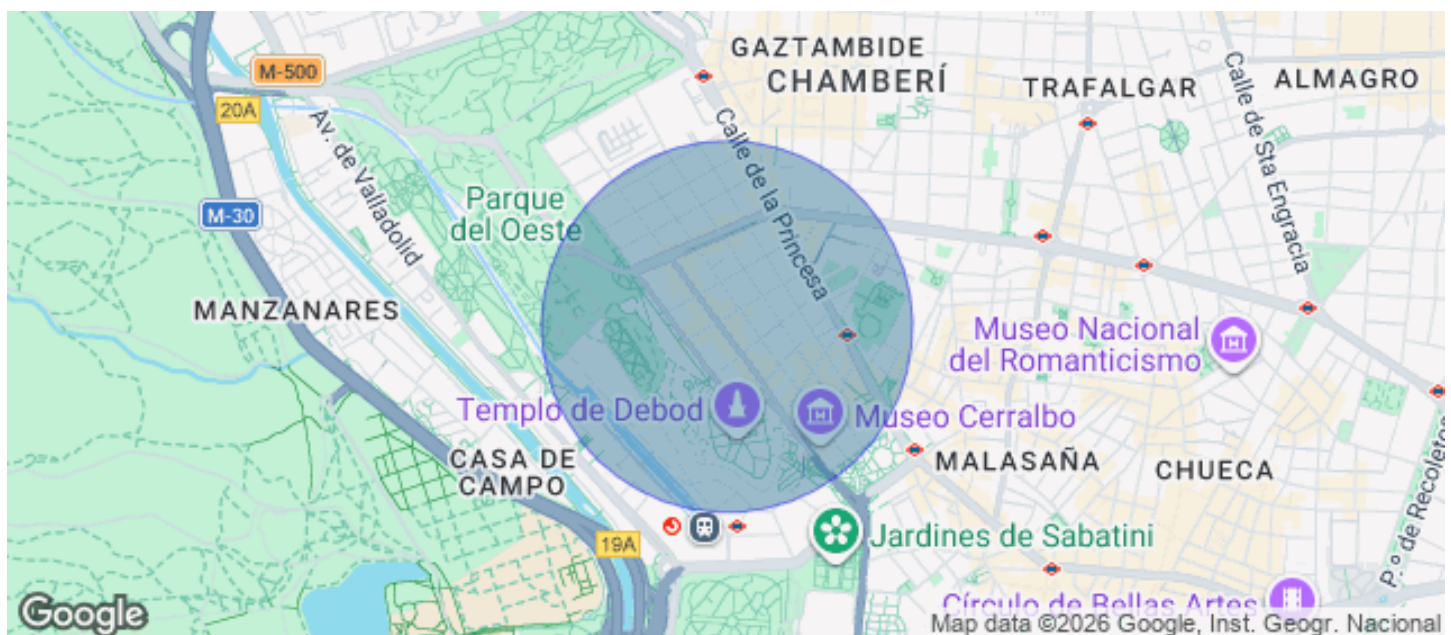 GAZTAMBIDE
CHAMBERÍ
TRAFALGAR
ALMAGRO
M-500
20A
Av. de Valladolid
Calle de la Princesa
Calle de Sta Engracia
Parque
del Oeste
M-30
MANZANARES
Museo Nacional
del Romanticismo
Templo de Debod
Museo Cerralbo
CASA DE
CAMPO
MALASAÑA
CHUECA
P.º de Recoletos
19A
Jardines de Sabatini
Círculo de Bellas Artes
Google
Map data ©2026 Google, Inst. Geogr. Nacional